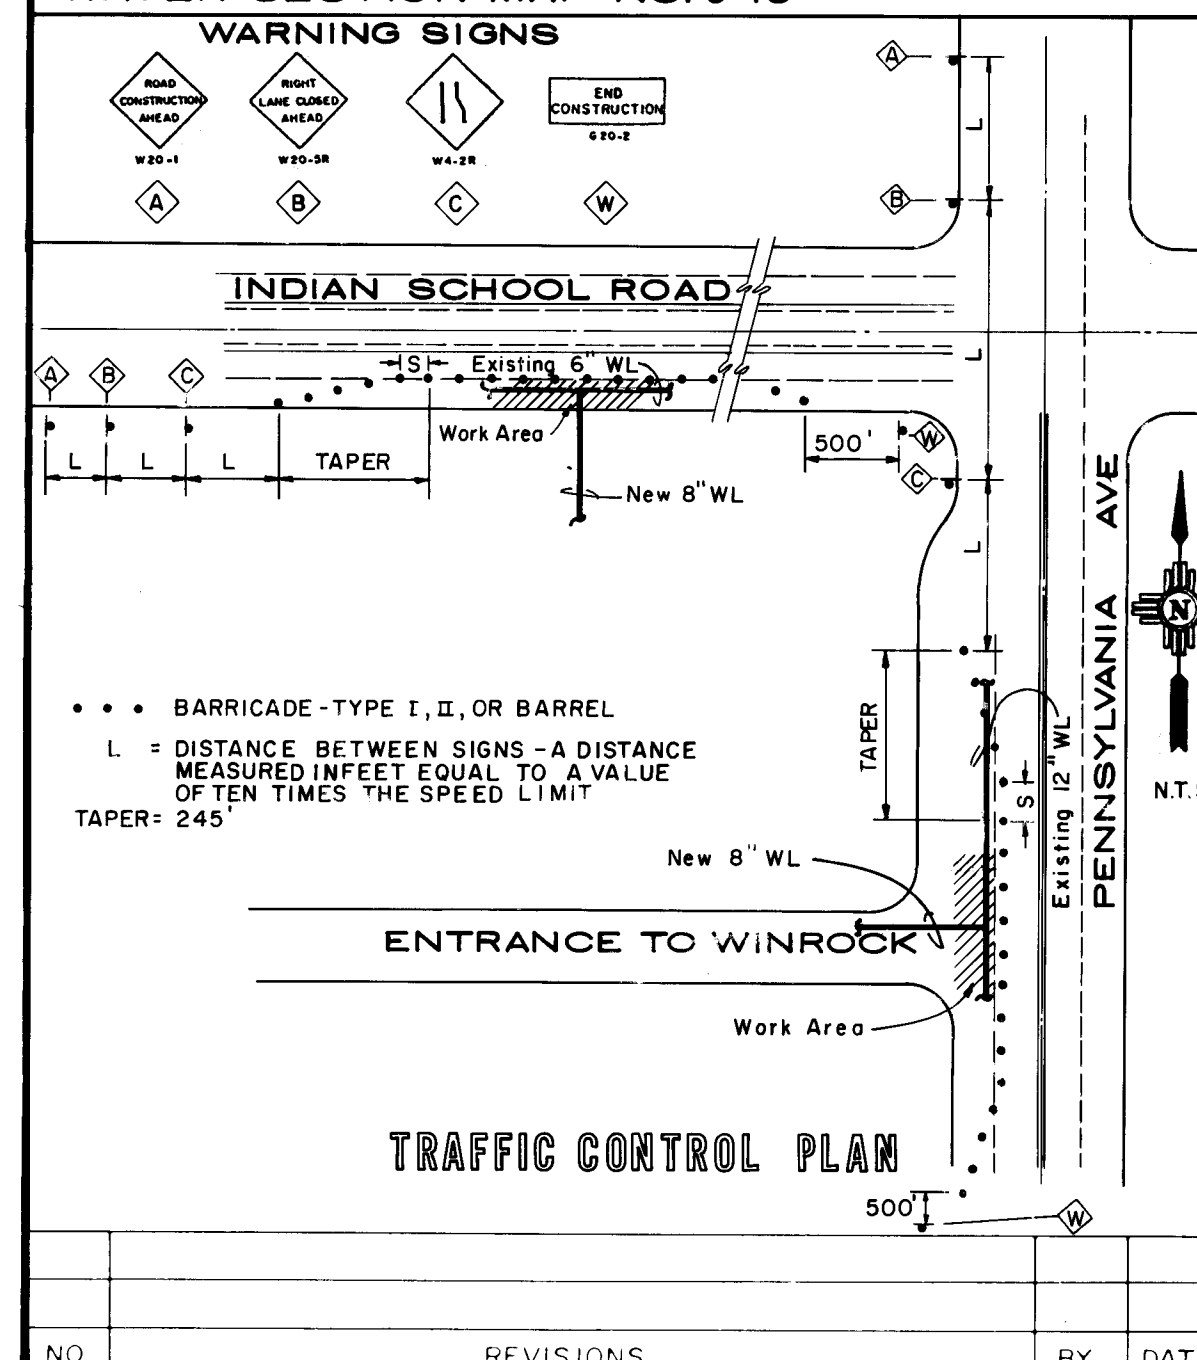 WARNING SIGNS
ROAD
CONSTRUCTION
AHEAD
W20-1
A
RIGHT
LANE CLOSED
AHEAD
W20-5R
B
W4-2R
C
END
CONSTRUCTION
G20-2
W
A
L
B
INDIAN SCHOOL ROAD
L
A
B
C
S
Existing 6" WL
Work Area
L
L
L
TAPER
New 8" WL
500'
W
C
L
PENNSYLVANIA AVE
N
N.T.
• • • BARRICADE-TYPE I, II, OR BARREL
L = DISTANCE BETWEEN SIGNS - A DISTANCE
MEASURED INFEET EQUAL TO A VALUE
OF TEN TIMES THE SPEED LIMIT
TAPER= 245'
TAPER
S
Existing 12" WL
New 8" WL
ENTRANCE TO WINROCK
Work Area
TRAFFIC CONTROL PLAN
500'
W
NO.
REVISIONS
BY
DAT